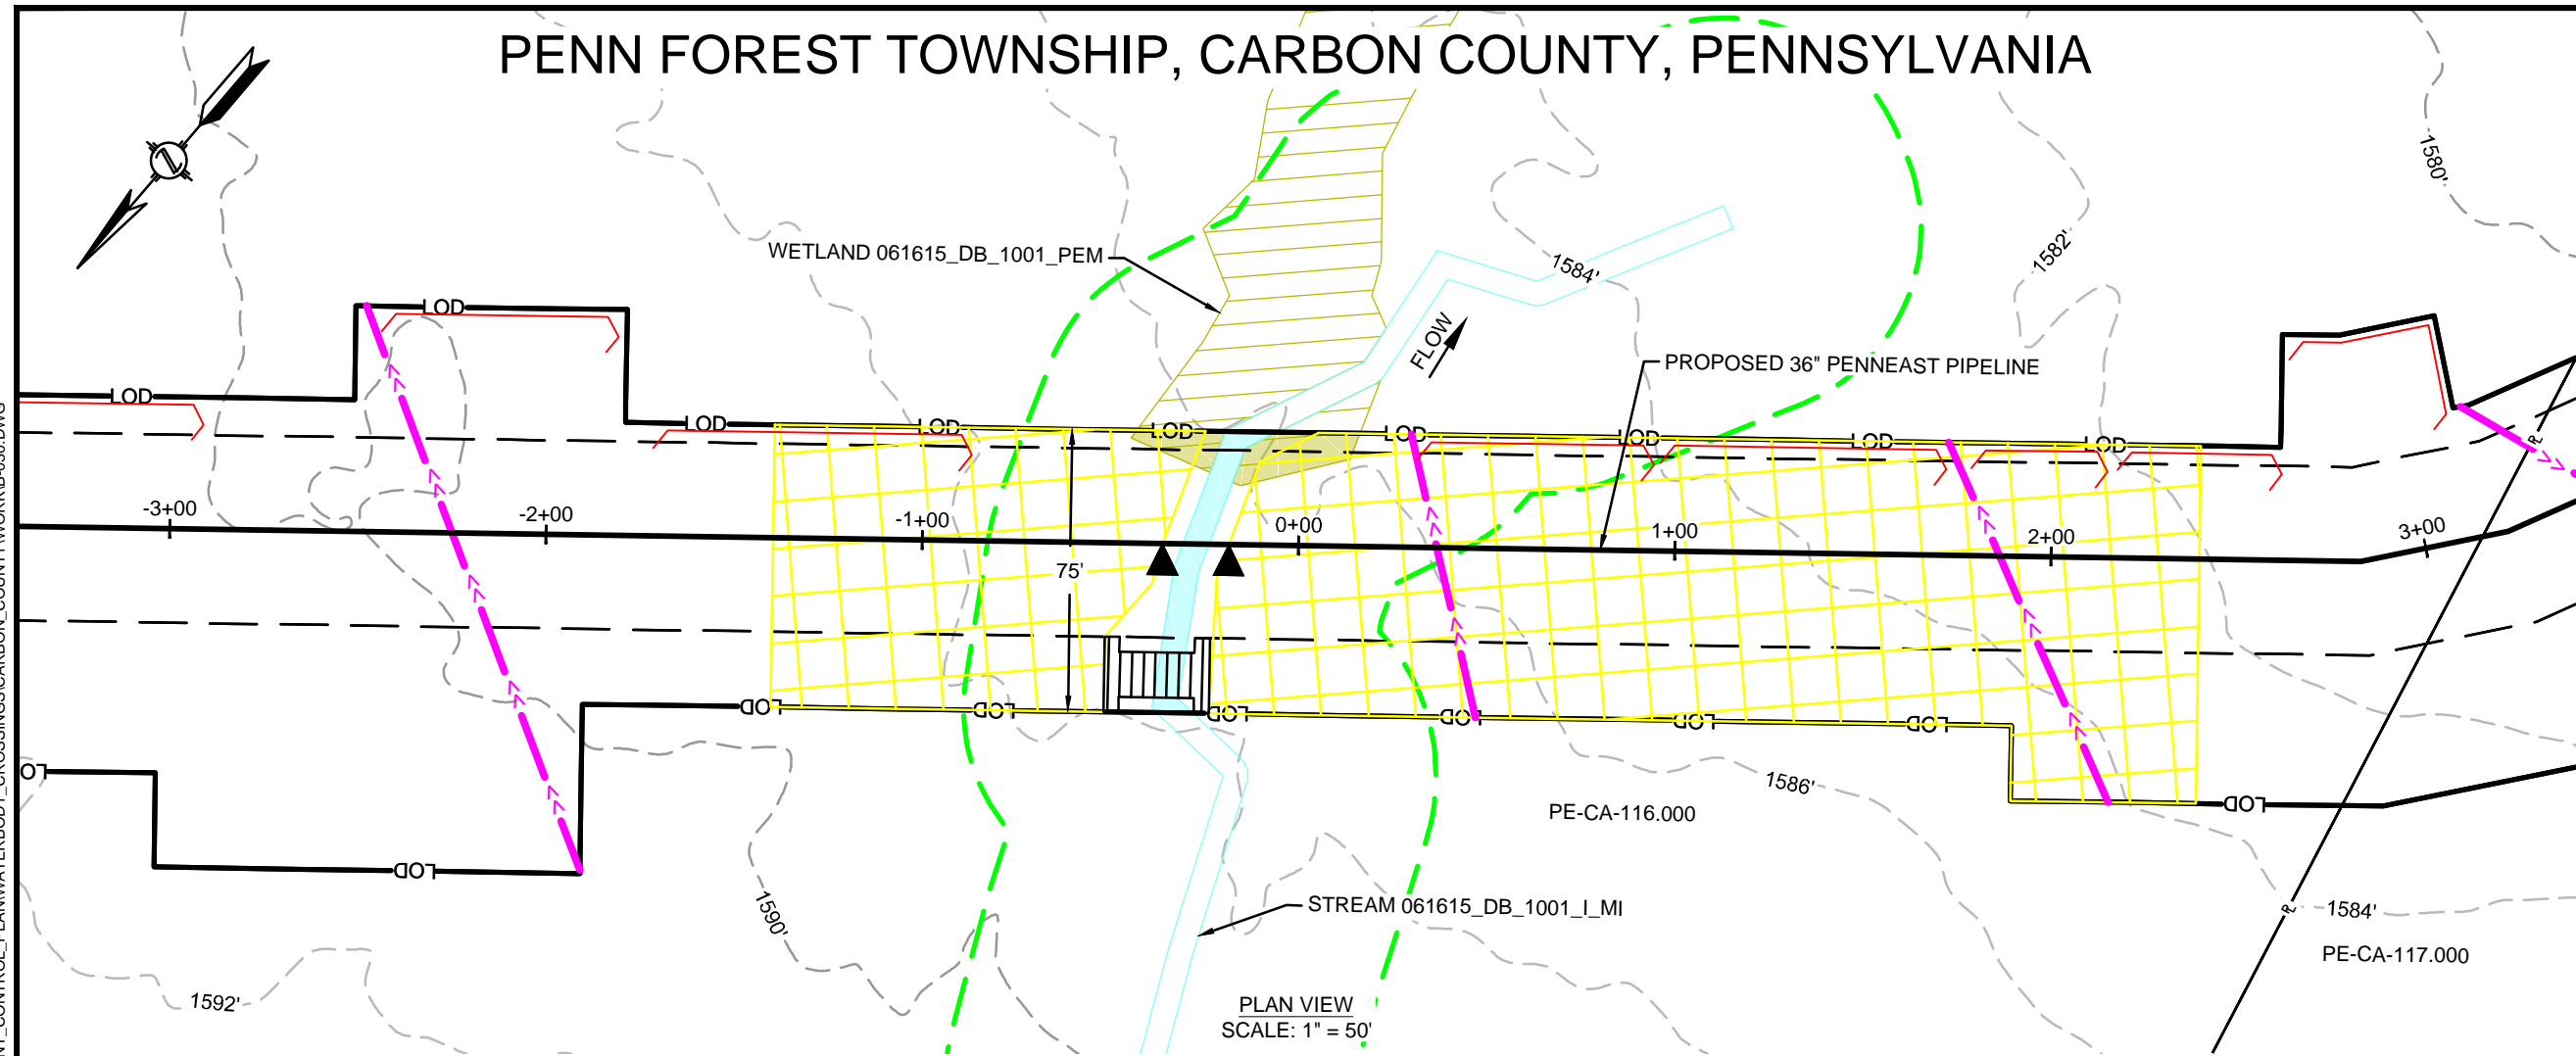 PENN FOREST TOWNSHIP, CARBON COUNTY, PENNSYLVANIA
1580'
WETLAND 061615_DB_1001_PEM
1584'
1582'
LOD
FLOW
PROPOSED 36" PENNEAST PIPELINE
LOD
LOD
LOD
LOD
LOD
LOD
LOD
LOD
-3+00
-2+00
-1+00
0+00
1+00
2+00
3+00
75'
LOD
LOD
LOD
LOD
LOD
LOD
LOD
LOD
1586'
PE-CA-116.000
LOD
1590'
STREAM 061615_DB_1001_I_MI
1584'
PE-CA-117.000
1592'
PLAN VIEW
SCALE: 1" = 50'